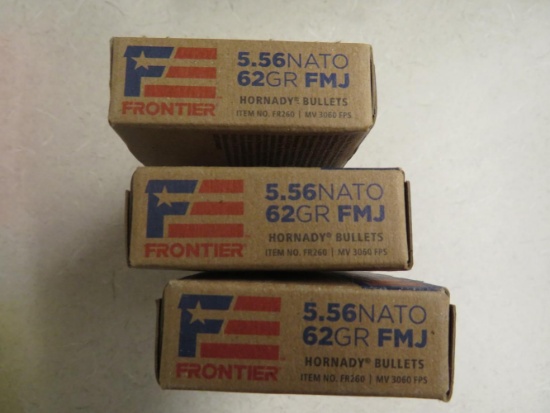 5.56NATO
62GR FMJ
FRONTIER
HORNADY® BULLETS
ITEM NO. FR260 | MV 3060 FPS
5.56NATO
62GR FMJ
FRONTIER
HORNADY® BULLETS
ITEM NO. FR260 | MV 3060 FPS
5.56NATO
62GR FMJ
FRONTIER
HORNADY® BULLETS
ITEM NO. FR260 | MV 3060 FPS